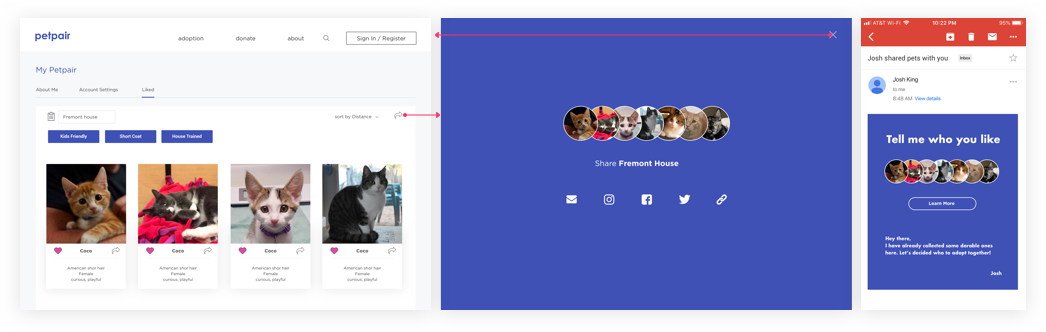 petpair
adoption
donate
about
Sign In / Register
My Petpair
About Me
Account Settings
Liked
Fremont house
sort by Distance
Kids Friendly
Short Coat
House Trained
Coco
American shor hair
Female
curious, playful
Coco
American shor hair
Female
curious, playful
Coco
American shor hair
Female
curious, playful
Coco
American shor hair
Female
curious, playful
Share Fremont House
AT&T Wi-Fi
10:22 PM
95%
Josh shared pets with you
Inbox
Josh King
to me
8:48 AM View details
Tell me who you like
Learn More
Hey there,
I have already collected some dorable ones
here. Let's decided who to adopt together!
Josh